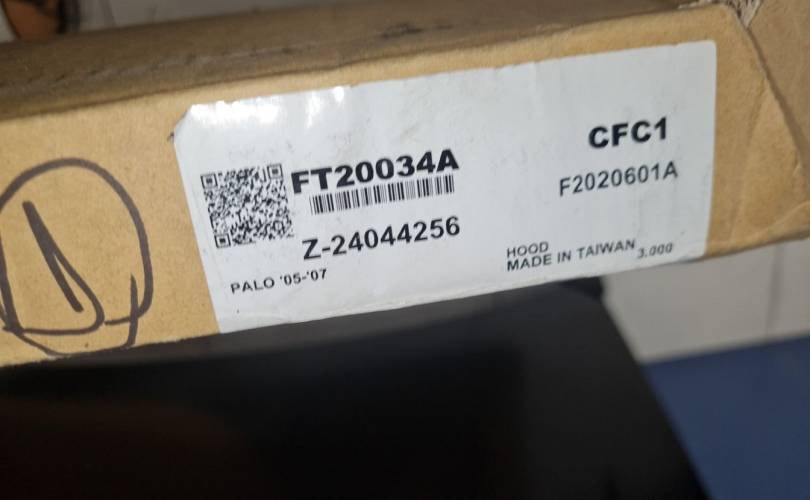 CFC1
FT20034A
F2020601A
Z-24044256
HOOD
MADE IN TAIWAN 3.000
PALO '05-'07